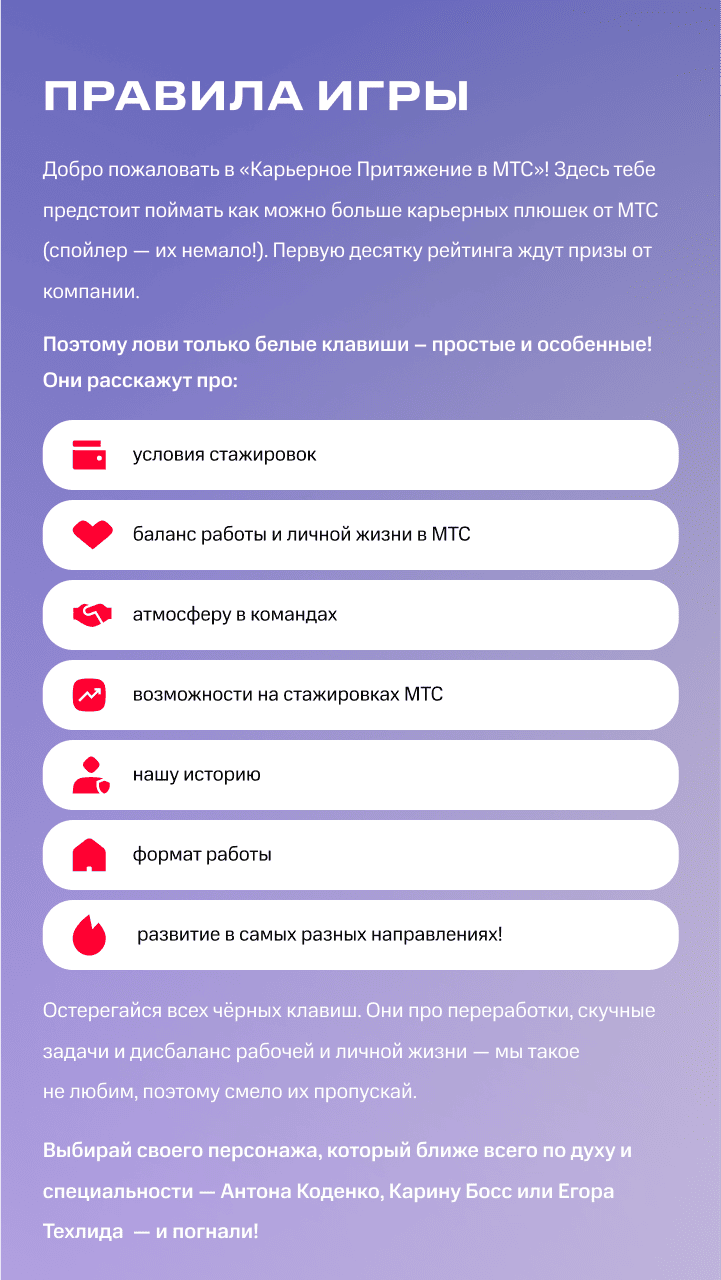 ПРАВИЛА ИГРЫ
Добро пожаловать в «Карьерное Притяжение в МТС»! Здесь тебе
предстоит поймать как можно больше карьерных плюшек от МТС
(спойлер — их немало!). Первую десятку рейтинга ждут призы от
компании.
Поэтому лови только белые клавиши – простые и особенные!
Они расскажут про:
условия стажировок
баланс работы и личной жизни в МТС
атмосферу в командах
возможности на стажировках МТС
нашу историю
формат работы
развитие в самых разных направлениях!
Остерегайся всех чёрных клавиш. Они про переработки, скучные
задачи и дисбаланс рабочей и личной жизни — мы такое
не любим, поэтому смело их пропускай.
Выбирай своего персонажа, который ближе всего по духу и
специальности — Антона Коденко, Карину Босс или Егора
Техлида — и погнали!